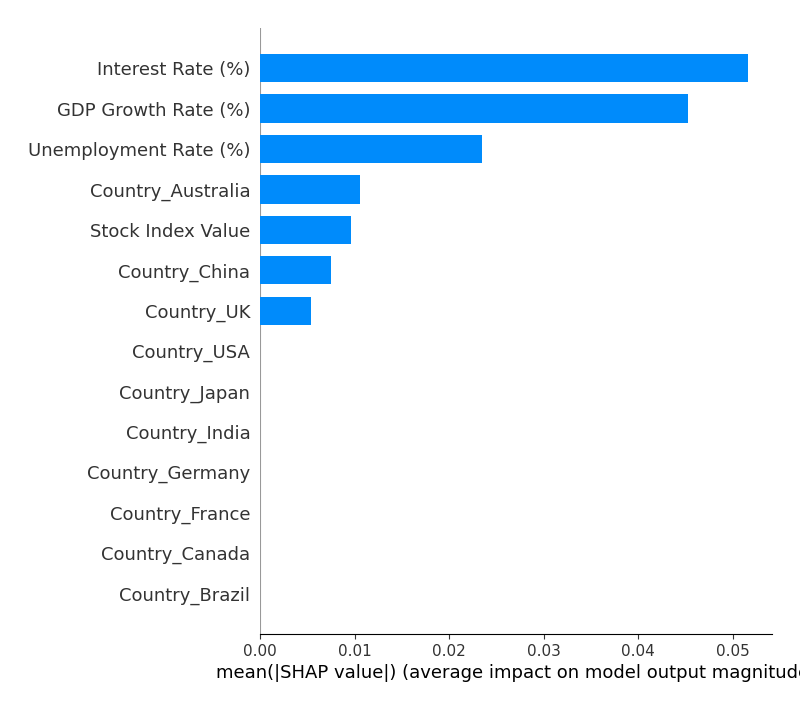 Interest Rate (%)
GDP Growth Rate (%)
Unemployment Rate (%)
Country_Australia
Stock Index Value
Country_China
Country_UK
Country_USA
Country_Japan
Country_India
Country_Germany
Country_France
Country_Canada
Country_Brazil
0.00 0.01 0.02 0.03 0.04 0.05
mean(|SHAP value|) (average impact on model output magnitude